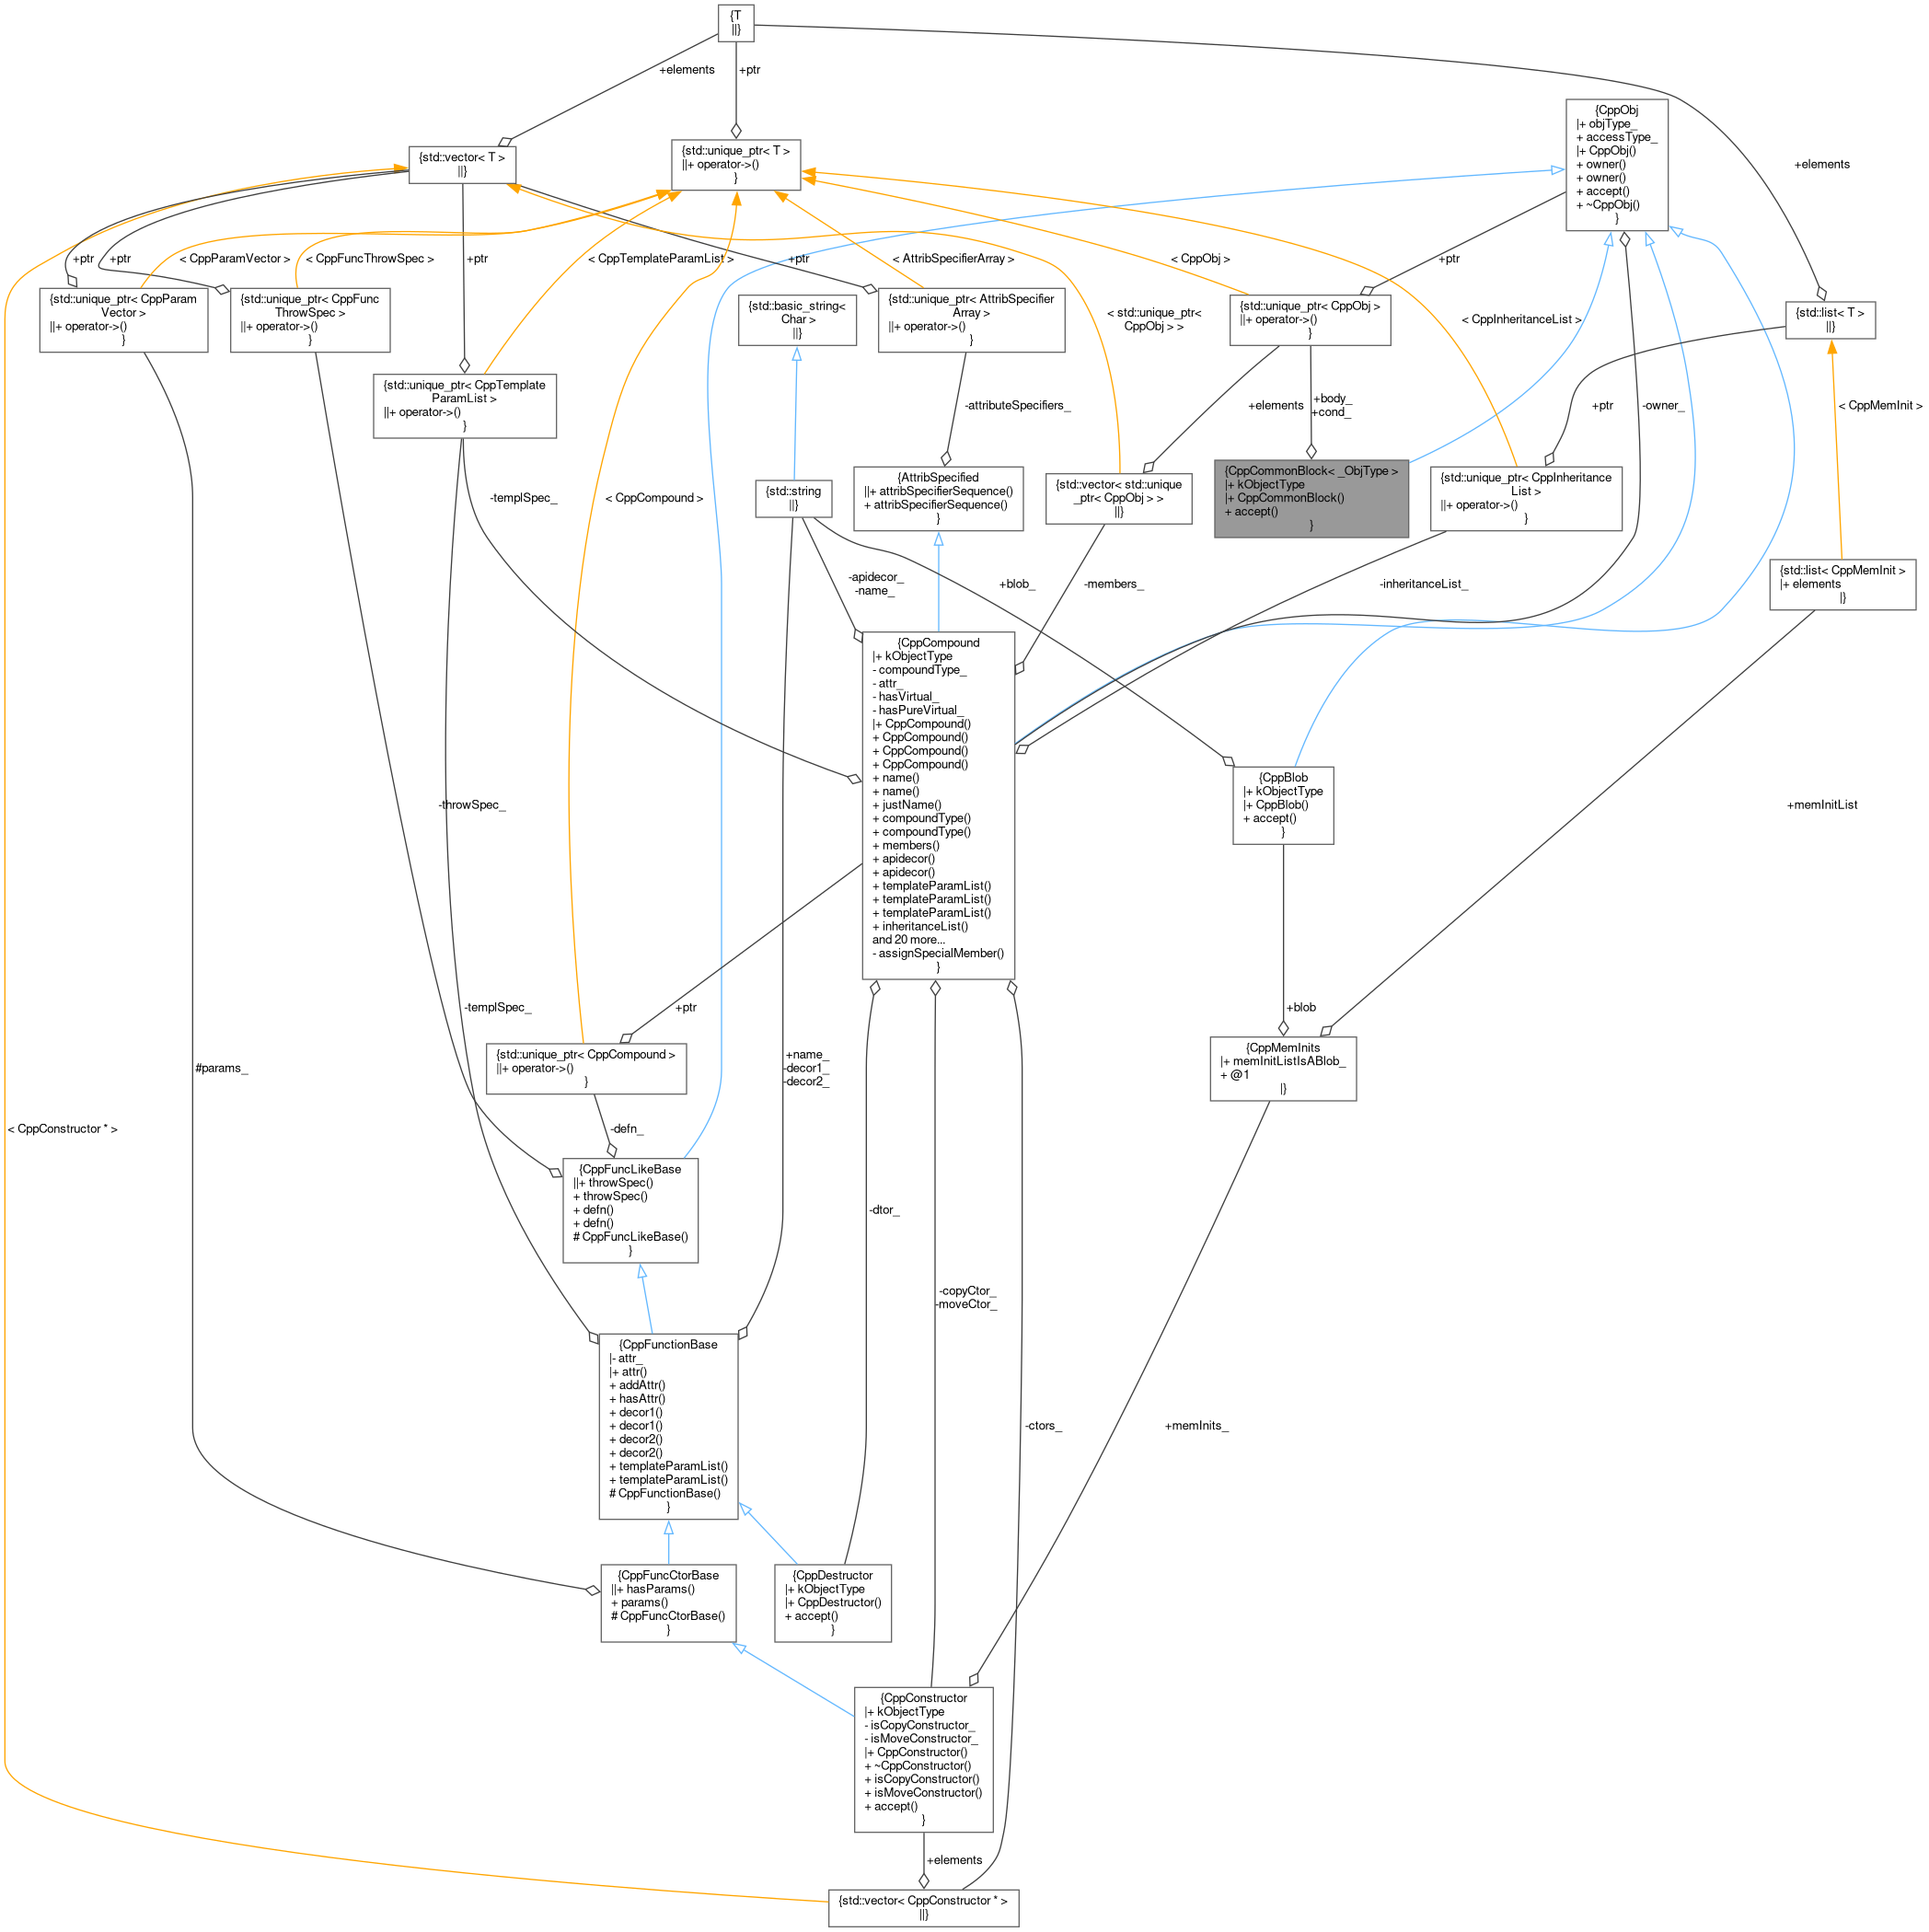 {T
||}
+elements
+ptr
{CppObj
|+ objType_
+ accessType_
|+ CppObj()
+ owner()
+ owner()
+ accept()
+ ~CppObj()
}
{std::vector< T >
||}
{std::unique_ptr< T >
||+ operator->()
}
+elements
+ptr
+ptr
< CppParamVector >
< CppFuncThrowSpec >
+ptr
< CppTemplateParamList >
+ptr
< AttribSpecifierArray >
< CppObj >
+ptr
{std::unique_ptr< CppParam
Vector >
||+ operator->()
}
{std::unique_ptr< CppFunc
ThrowSpec >
||+ operator->()
}
{std::basic_string<
Char >
||}
{std::unique_ptr< AttribSpecifier
Array >
||+ operator->()
}
< std::unique_ptr<
CppObj > >
{std::unique_ptr< CppObj >
||+ operator->()
}
< CppInheritanceList >
{std::list< T >
||}
{std::unique_ptr< CppTemplate
ParamList >
||+ operator->()
}
-attributeSpecifiers_
+elements
+body_
+cond_
+ptr
-owner_
< CppMemInit >
-templSpec_
< CppCompound >
{std::string
||}
{AttribSpecified
||+ attribSpecifierSequence()
+ attribSpecifierSequence()
}
{std::vector< std::unique
_ptr< CppObj > >
||}
{CppCommonBlock< _ObjType >
|+ kObjectType
|+ CppCommonBlock()
+ accept()
}
{std::unique_ptr< CppInheritance
List >
||+ operator->()
}
-apidecor_
-name_
+blob_
-members_
-inheritanceList_
{std::list< CppMemInit >
|+ elements
|}
{CppCompound
|+ kObjectType
- compoundType_
- attr_
- hasVirtual_
- hasPureVirtual_
|+ CppCompound()
+ CppCompound()
+ CppCompound()
+ CppCompound()
+ name()
+ name()
+ justName()
+ compoundType()
+ compoundType()
+ members()
+ apidecor()
+ apidecor()
+ templateParamList()
+ templateParamList()
+ templateParamList()
+ inheritanceList()
and 20 more...
- assignSpecialMember()
}
{CppBlob
|+ kObjectType
|+ CppBlob()
+ accept()
}
-throwSpec_
+memInitList
-templSpec_
+ptr
+blob
{std::unique_ptr< CppCompound >
||+ operator->()
}
{CppMemInits
|+ memInitListIsABlob_
+ @1
|}
#params_
+name_
-decor1_
-decor2_
< CppConstructor * >
-defn_
{CppFuncLikeBase
||+ throwSpec()
+ throwSpec()
+ defn()
+ defn()
# CppFuncLikeBase()
}
-dtor_
-copyCtor_
-moveCtor_
{CppFunctionBase
|- attr_
|+ attr()
+ addAttr()
+ hasAttr()
+ decor1()
+ decor1()
+ decor2()
+ decor2()
+ templateParamList()
+ templateParamList()
# CppFunctionBase()
}
-ctors_
+memInits_
{CppFuncCtorBase
||+ hasParams()
+ params()
# CppFuncCtorBase()
}
{CppDestructor
|+ kObjectType
|+ CppDestructor()
+ accept()
}
{CppConstructor
|+ kObjectType
- isCopyConstructor_
- isMoveConstructor_
|+ CppConstructor()
+ ~CppConstructor()
+ isCopyConstructor()
+ isMoveConstructor()
+ accept()
}
+elements
{std::vector< CppConstructor * >
||}